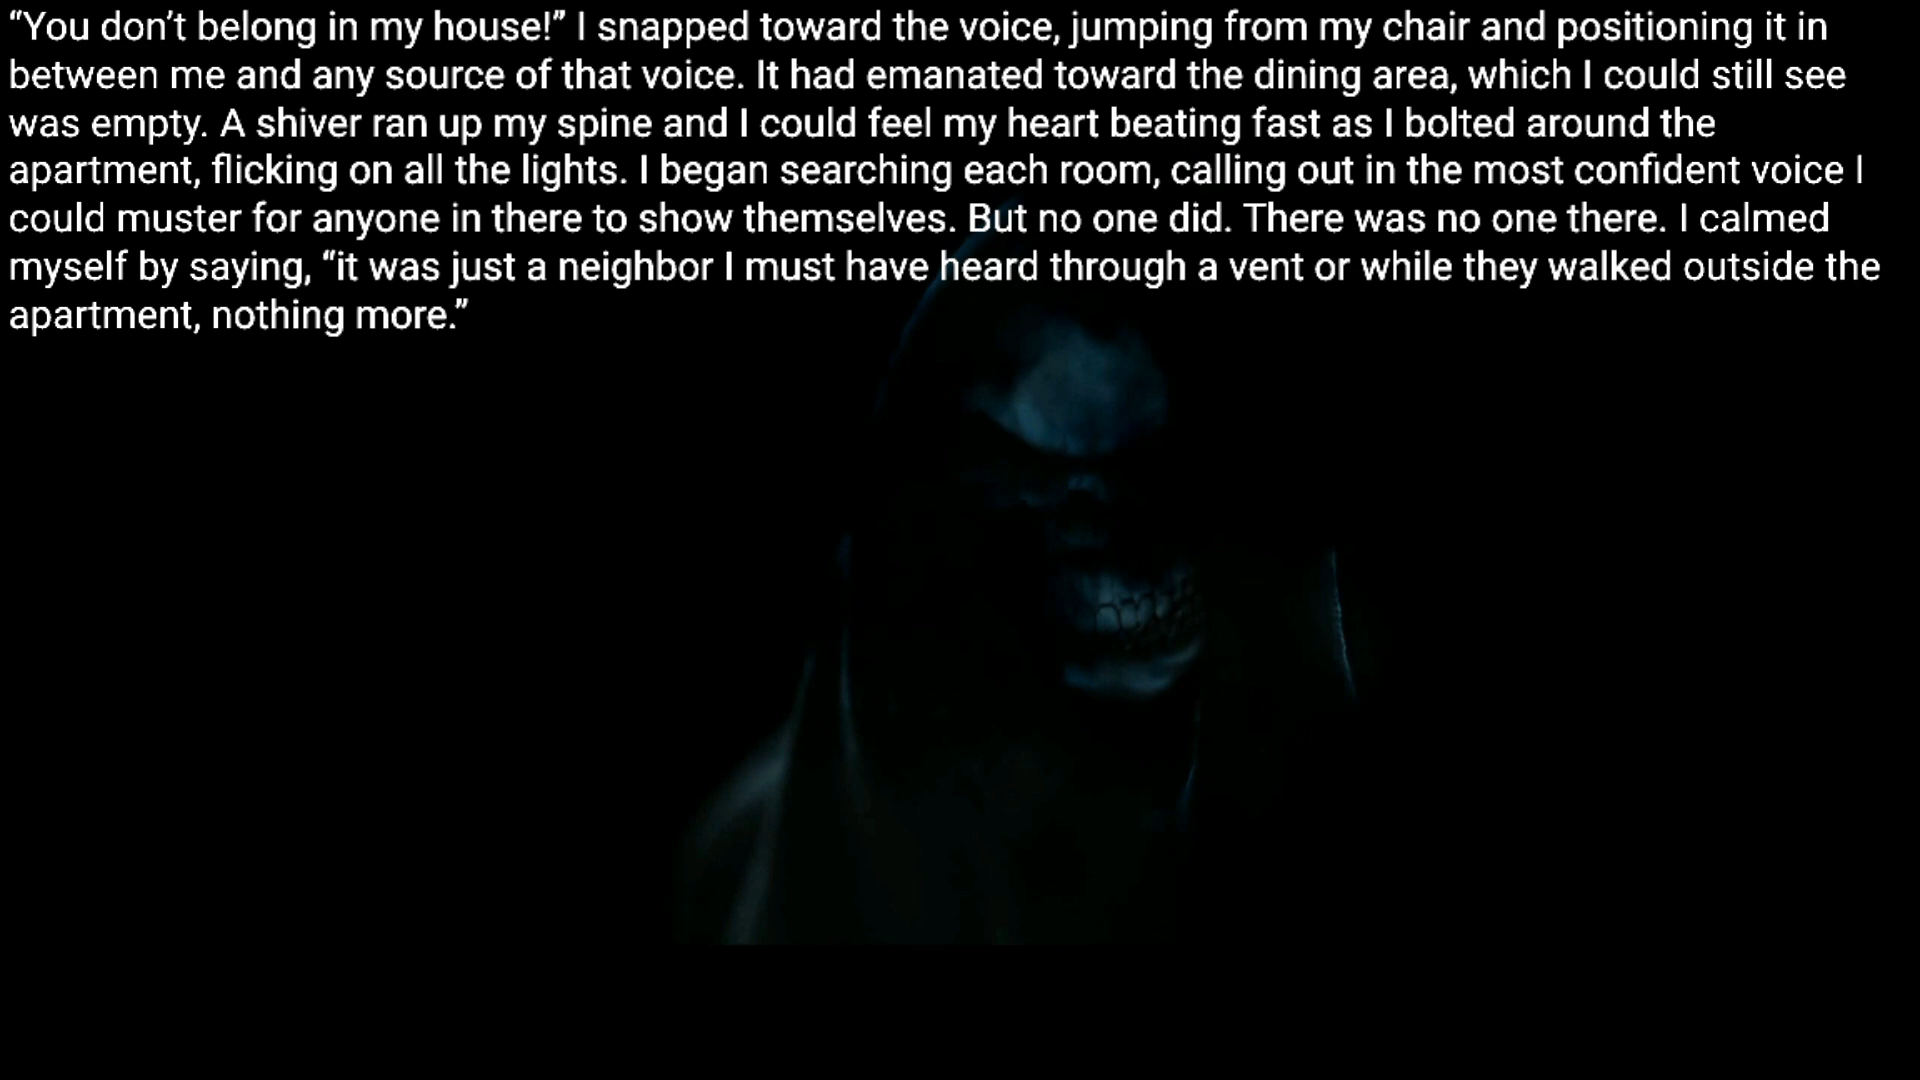 “You don’t belong in my house!” I snapped toward the voice, jumping from my chair and positioning it in
between me and any source of that voice. It had emanated toward the dining area, which I could still see
was empty. A shiver ran up my spine and I could feel my heart beating fast as I bolted around the
apartment, flicking on all the lights. I began searching each room, calling out in the most confident voice I
could muster for anyone in there to show themselves. But no one did. There was no one there. I calmed
myself by saying, “it was just a neighbor I must have heard through a vent or while they walked outside the
apartment, nothing more.”